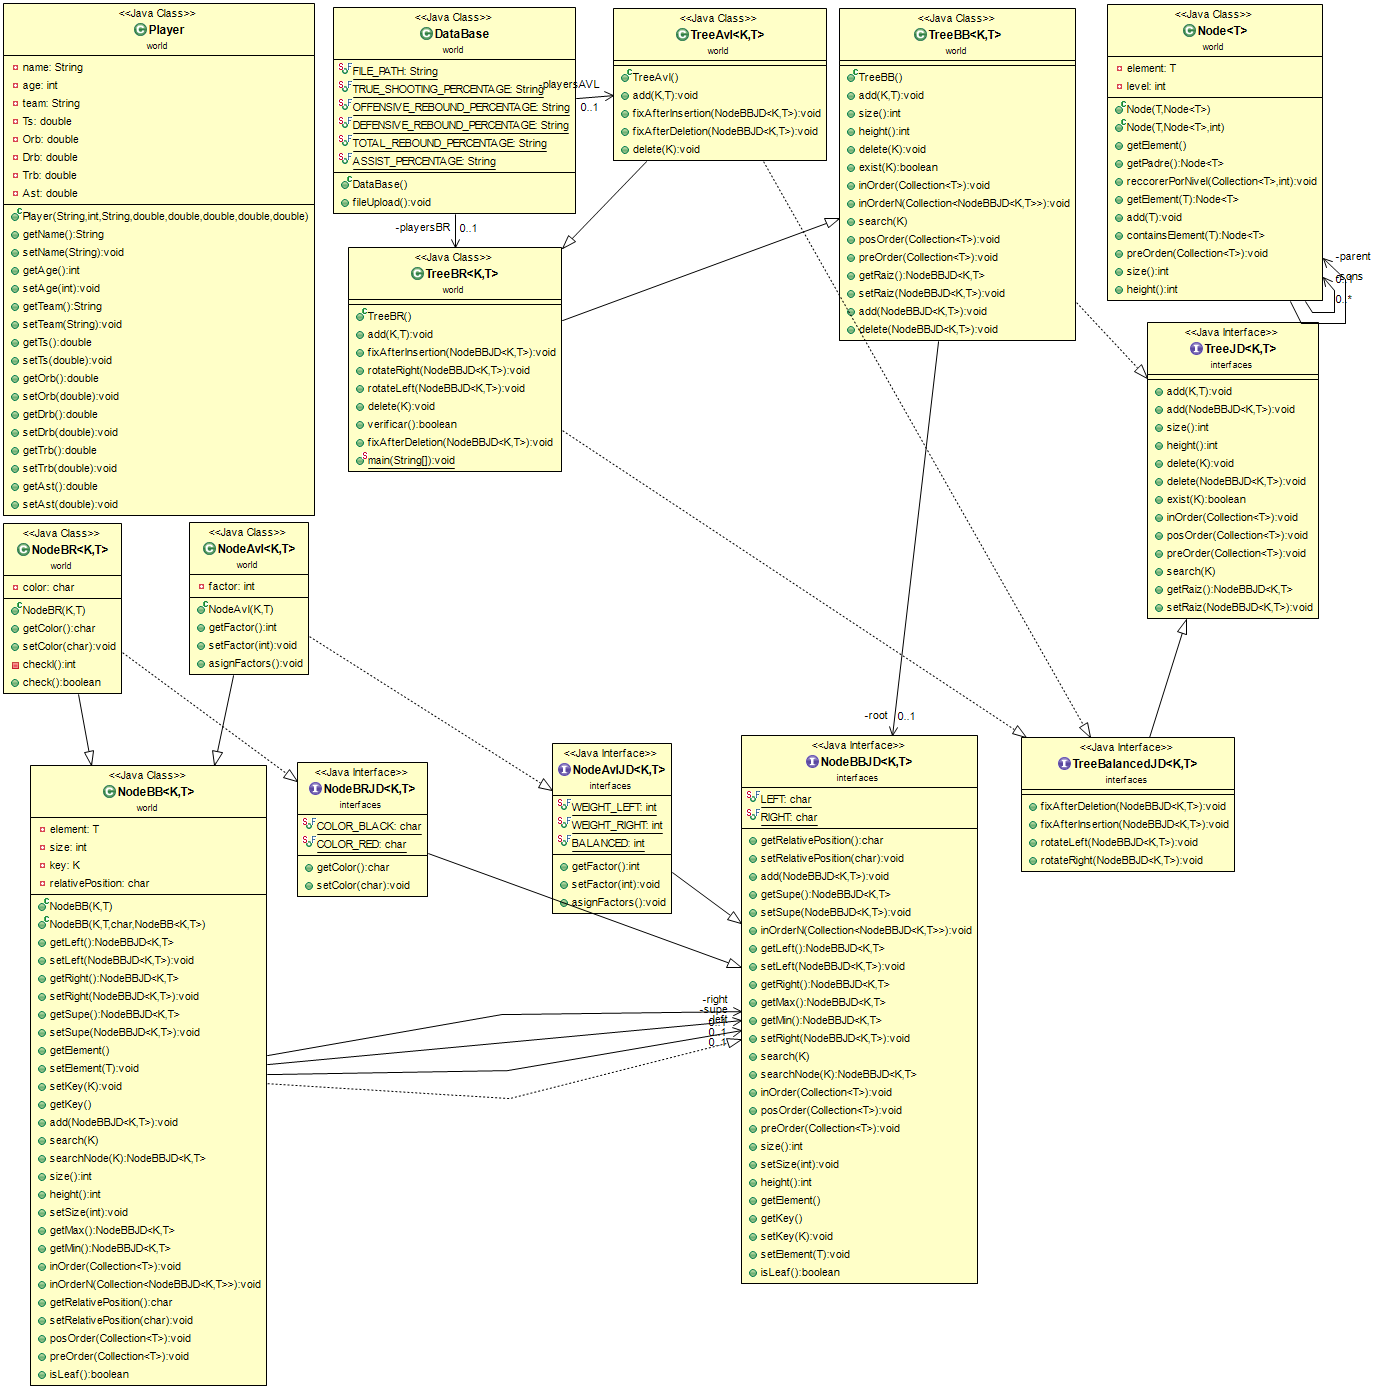 <<Java Class>>
Player
world
name: String
age: int
team: String
Ts: double
Orb: double
Drb: double
Trb: double
Ast: double
Player(String,int,String,double,double,double,double,double)
getName():String
setName(String):void
getAge():int
setAge(int):void
getTeam():String
setTeam(String):void
getTs():double
setTs(double):void
getOrb():double
setOrb(double):void
getDrb():double
setDrb(double):void
getTrb():double
setTrb(double):void
getAst():double
setAst(double):void
<<Java Class>>
DataBase
world
FILE_PATH: String
TRUE_SHOOTING_PERCENTAGE: String
OFFENSIVE_REBOUND_PERCENTAGE: String
DEFENSIVE_REBOUND_PERCENTAGE: String
TOTAL_REBOUND_PERCENTAGE: String
ASSIST_PERCENTAGE: String
DataBase()
fileUpload():void
-playersAVL
0..1
-playersBR
0..1
<<Java Class>>
TreeAvl<K,T>
world
TreeAvl()
add(K,T):void
fixAfterInsertion(NodeBBJD<K,T>):void
fixAfterDeletion(NodeBBJD<K,T>):void
delete(K):void
<<Java Class>>
TreeBB<K,T>
world
TreeBB()
add(K,T):void
size():int
height():int
delete(K):void
exist(K):boolean
inOrder(Collection<T>):void
inOrderN(Collection<NodeBBJD<K,T>>):void
search(K)
posOrder(Collection<T>):void
preOrder(Collection<T>):void
getRaiz():NodeBBJD<K,T>
setRaiz(NodeBBJD<K,T>):void
add(NodeBBJD<K,T>):void
delete(NodeBBJD<K,T>):void
<<Java Class>>
Node<T>
world
element: T
level: int
Node(T,Node<T>)
Node(T,Node<T>,int)
getElement()
getPadre():Node<T>
reccorerPorNivel(Collection<T>,int):void
getElement(T):Node<T>
add(T):void
containsElement(T):Node<T>
preOrden(Collection<T>):void
size():int
height():int
-parent
0..1
-sons
0..*
<<Java Class>>
TreeBR<K,T>
world
TreeBR()
add(K,T):void
fixAfterInsertion(NodeBBJD<K,T>):void
rotateRight(NodeBBJD<K,T>):void
rotateLeft(NodeBBJD<K,T>):void
delete(K):void
verificar():boolean
fixAfterDeletion(NodeBBJD<K,T>):void
main(String[]):void
<<Java Interface>>
TreeJD<K,T>
interfaces
add(K,T):void
add(NodeBBJD<K,T>):void
size():int
height():int
delete(K):void
delete(NodeBBJD<K,T>):void
exist(K):boolean
inOrder(Collection<T>):void
posOrder(Collection<T>):void
preOrder(Collection<T>):void
search(K)
getRaiz():NodeBBJD<K,T>
setRaiz(NodeBBJD<K,T>):void
<<Java Class>>
NodeBR<K,T>
world
color: char
NodeBR(K,T)
getColor():char
setColor(char):void
checkI():int
check():boolean
<<Java Class>>
NodeAvl<K,T>
world
factor: int
NodeAvl(K,T)
getFactor():int
setFactor(int):void
asignFactors():void
-root
0..1
<<Java Class>>
NodeBB<K,T>
world
element: T
size: int
key: K
relativePosition: char
NodeBB(K,T)
NodeBB(K,T,char,NodeBB<K,T>)
getLeft():NodeBBJD<K,T>
setLeft(NodeBBJD<K,T>):void
getRight():NodeBBJD<K,T>
setRight(NodeBBJD<K,T>):void
getSupe():NodeBBJD<K,T>
setSupe(NodeBBJD<K,T>):void
getElement()
setElement(T):void
setKey(K):void
getKey()
add(NodeBBJD<K,T>):void
search(K)
searchNode(K):NodeBBJD<K,T>
size():int
height():int
setSize(int):void
getMax():NodeBBJD<K,T>
getMin():NodeBBJD<K,T>
inOrder(Collection<T>):void
inOrderN(Collection<NodeBBJD<K,T>>):void
getRelativePosition():char
setRelativePosition(char):void
posOrder(Collection<T>):void
preOrder(Collection<T>):void
isLeaf():boolean
<<Java Interface>>
NodeBRJD<K,T>
interfaces
COLOR_BLACK: char
COLOR_RED: char
getColor():char
setColor(char):void
<<Java Interface>>
NodeAvlJD<K,T>
interfaces
WEIGHT_LEFT: int
WEIGHT_RIGHT: int
BALANCED: int
getFactor():int
setFactor(int):void
asignFactors():void
-right
-supe
-left
0..1
0..1
0..1
<<Java Interface>>
NodeBBJD<K,T>
interfaces
LEFT: char
RIGHT: char
getRelativePosition():char
setRelativePosition(char):void
add(NodeBBJD<K,T>):void
getSupe():NodeBBJD<K,T>
setSupe(NodeBBJD<K,T>):void
inOrderN(Collection<NodeBBJD<K,T>>):void
getLeft():NodeBBJD<K,T>
setLeft(NodeBBJD<K,T>):void
getRight():NodeBBJD<K,T>
getMax():NodeBBJD<K,T>
getMin():NodeBBJD<K,T>
setRight(NodeBBJD<K,T>):void
search(K)
searchNode(K):NodeBBJD<K,T>
inOrder(Collection<T>):void
posOrder(Collection<T>):void
preOrder(Collection<T>):void
size():int
setSize(int):void
height():int
getElement()
getKey()
setKey(K):void
setElement(T):void
isLeaf():boolean
<<Java Interface>>
TreeBalancedJD<K,T>
interfaces
fixAfterDeletion(NodeBBJD<K,T>):void
fixAfterInsertion(NodeBBJD<K,T>):void
rotateLeft(NodeBBJD<K,T>):void
rotateRight(NodeBBJD<K,T>):void